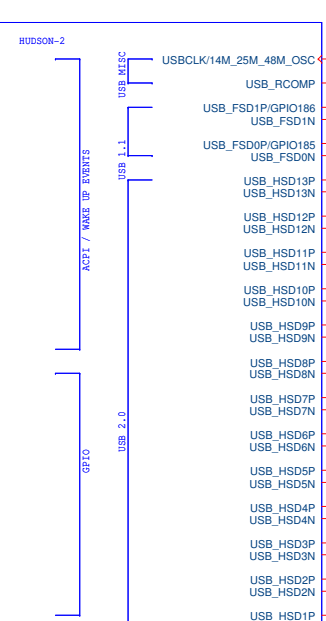 HUDSON-2
USB MISC
USBCLK/14M_25M_48M_OSC
USB_RCOMP
USB 1.1
USB_FSD1P/GPIO186
USB_FSD1N
USB_FSD0P/GPIO185
USB_FSD0N
ACPI / WAKE UP EVENTS
USB_HSD13P
USB_HSD13N
USB_HSD12P
USB_HSD12N
USB_HSD11P
USB_HSD11N
USB_HSD10P
USB_HSD10N
USB_HSD9P
USB_HSD9N
USB_HSD8P
USB_HSD8N
USB_HSD7P
USB_HSD7N
USB 2.0
USB_HSD6P
USB_HSD6N
GPIO
USB_HSD5P
USB_HSD5N
USB_HSD4P
USB_HSD4N
USB_HSD3P
USB_HSD3N
USB_HSD2P
USB_HSD2N
USB_HSD1P